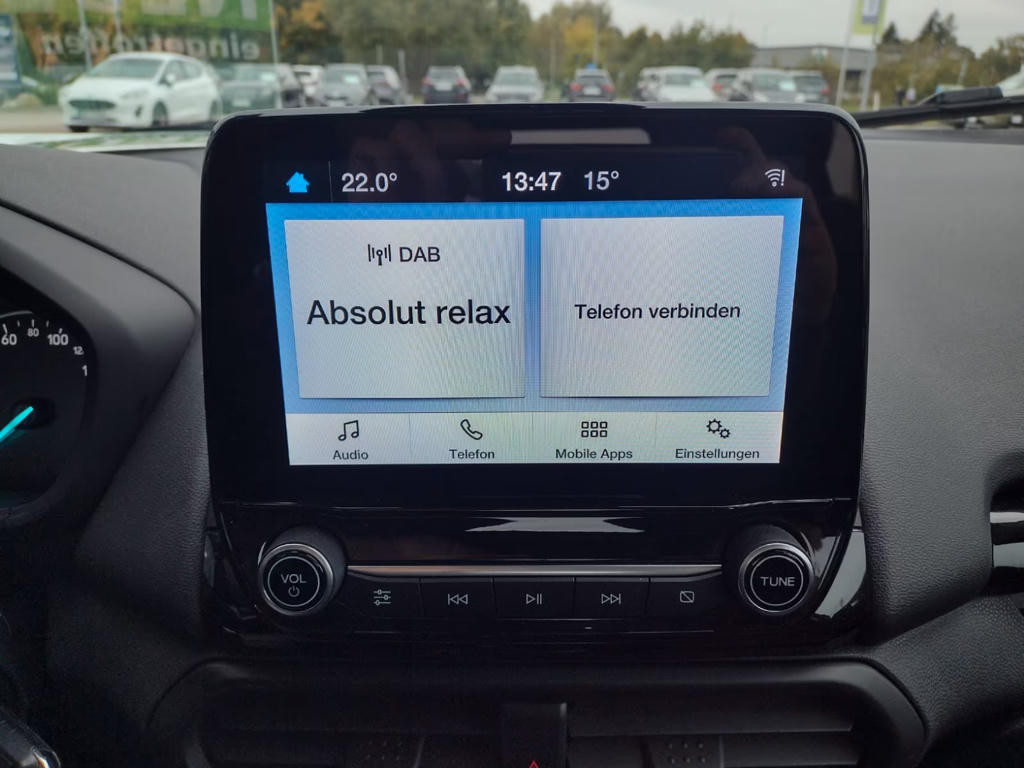 eingetroffen
22.0° 13:47 15°
DAB
Absolut relax
Telefon verbinden
Audio Telefon Mobile Apps Einstellungen
60 80 100
VOL
TUNE